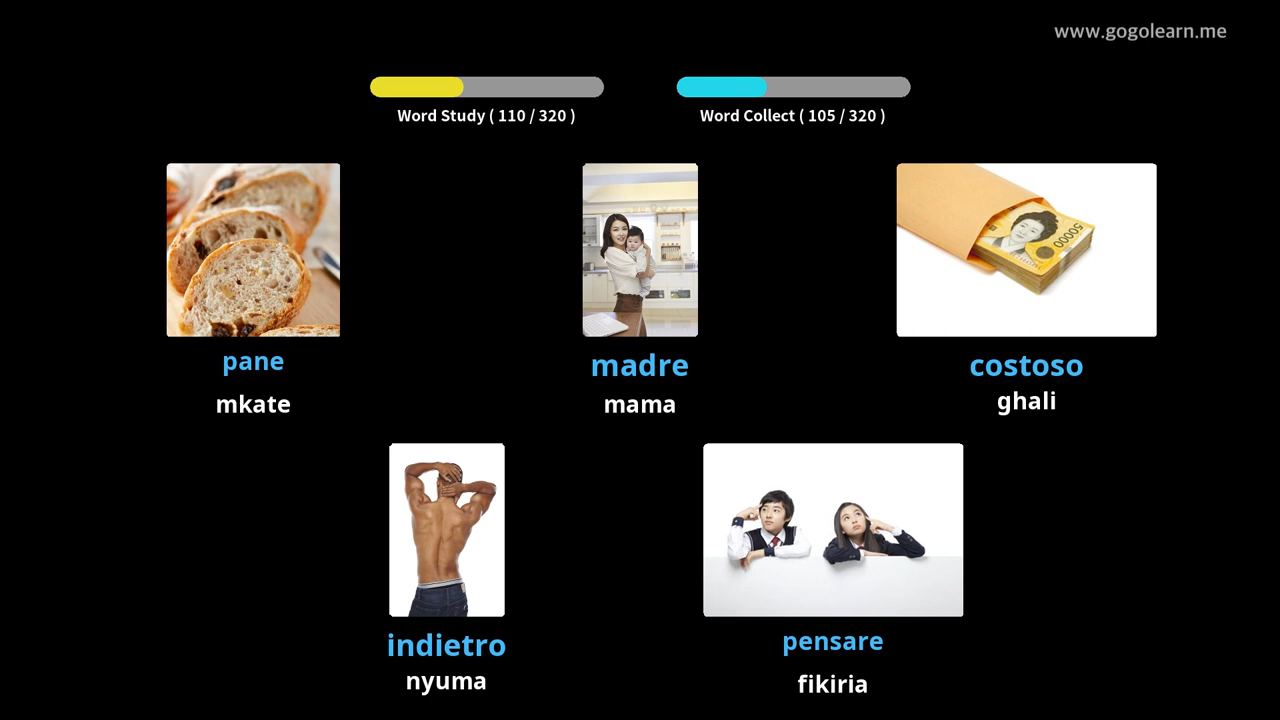 www.gogolearn.me
Word Study ( 110 / 320 )
Word Collect ( 105 / 320 )
50000
pane
mkate
madre
mama
costoso
ghali
indietro
nyuma
pensare
fikiria